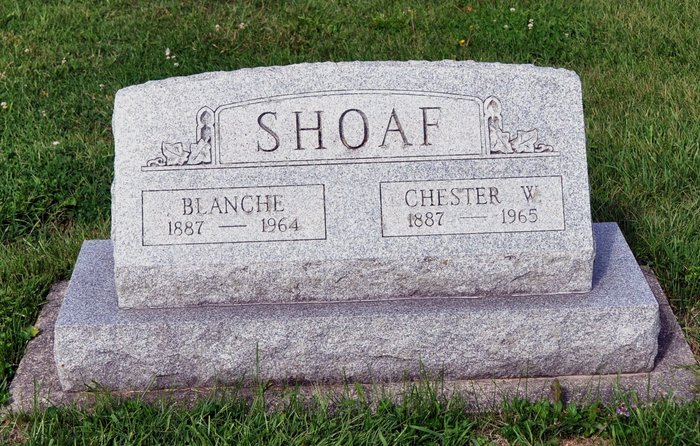 SHOAF
BLANCHE
1887 — 1964
CHESTER W.
1887 — 1965